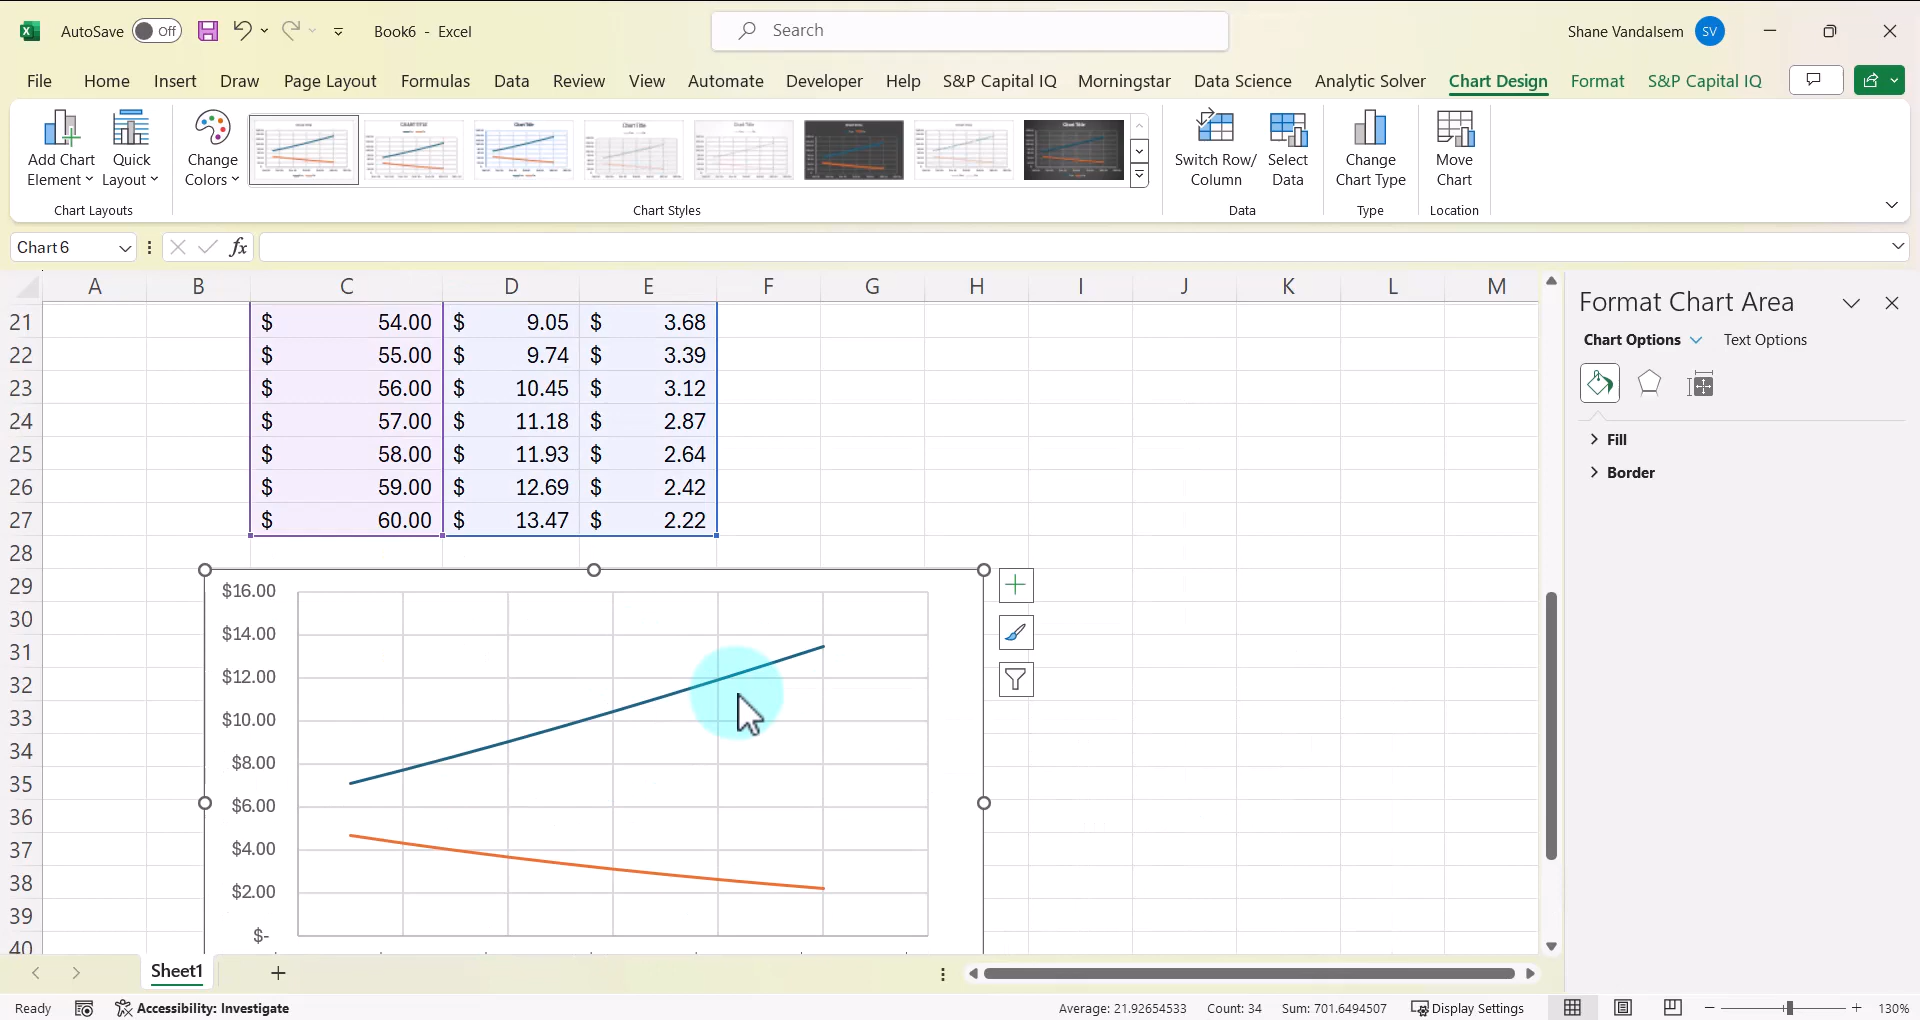 AutoSave Off Book6 - Excel Search Shane Vandalsem SV
File Home Insert Draw Page Layout Formulas Data Review View Automate Developer Help S&P Capital IQ Morningstar Data Science Analytic Solver Chart Design Format S&P Capital IQ
Add Chart Element
Quick Layout
Change Colors
Switch Row/ Column
Select Data
Change Chart Type
Move Chart
Chart Layouts Chart Styles Data Type Location
Chart 6 fx
A B C D E F G H I J K L M
21 $ 54.00 $ 9.05 $ 3.68
22 $ 55.00 $ 9.74 $ 3.39
23 $ 56.00 $ 10.45 $ 3.12
24 $ 57.00 $ 11.18 $ 2.87
25 $ 58.00 $ 11.93 $ 2.64
26 $ 59.00 $ 12.69 $ 2.42
27 $ 60.00 $ 13.47 $ 2.22
28
29
30
31
32
33
34
35
36
37
38
39
40
$16.00
$14.00
$12.00
$10.00
$8.00
$6.00
$4.00
$2.00
$-
Format Chart Area
Chart Options Text Options
Fill
Border
Sheet1
Ready Accessibility: Investigate Average: 21.92654533 Count: 34 Sum: 701.6494507 Display Settings 130%